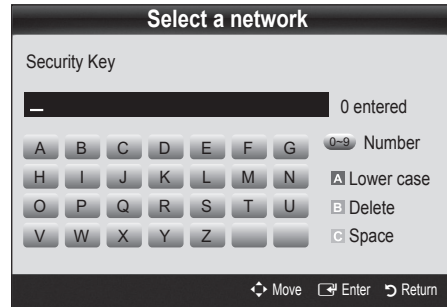 Select a network
Security Key
0 entered
A B C D E F G 0~9 Number
H I J K L M N A Lower case
O P Q R S T U B Delete
V W X Y Z C Space
Move Enter Return